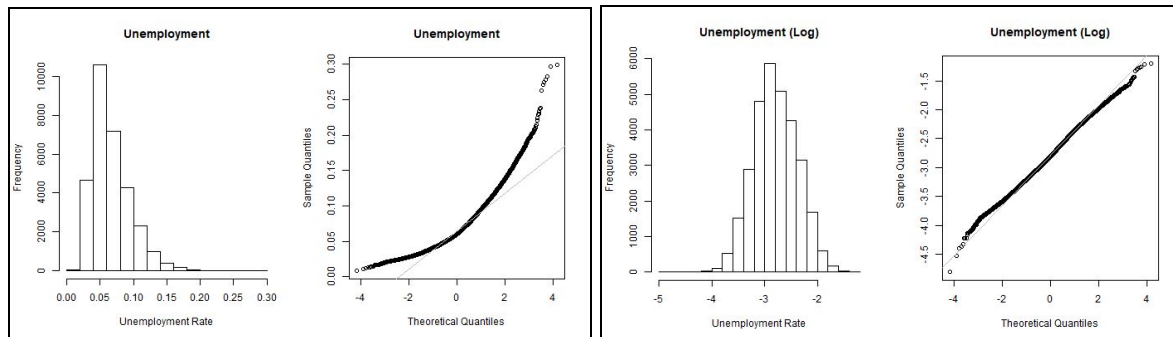 Unemployment
Frequency
0 2000 4000 6000 8000 10000
0.00 0.05 0.10 0.15 0.20 0.25 0.30
Unemployment Rate
Unemployment
Sample Quantiles
0.00 0.05 0.10 0.15 0.20 0.25 0.30
-4 -2 0 2 4
Theoretical Quantiles
Unemployment (Log)
Frequency
0 1000 2000 3000 4000 5000 6000
-5 -4 -3 -2
Unemployment Rate
Unemployment (Log)
Sample Quantiles
-4.5 -4.0 -3.5 -3.0 -2.5 -2.0 -1.5
-4 -2 0 2 4
Theoretical Quantiles